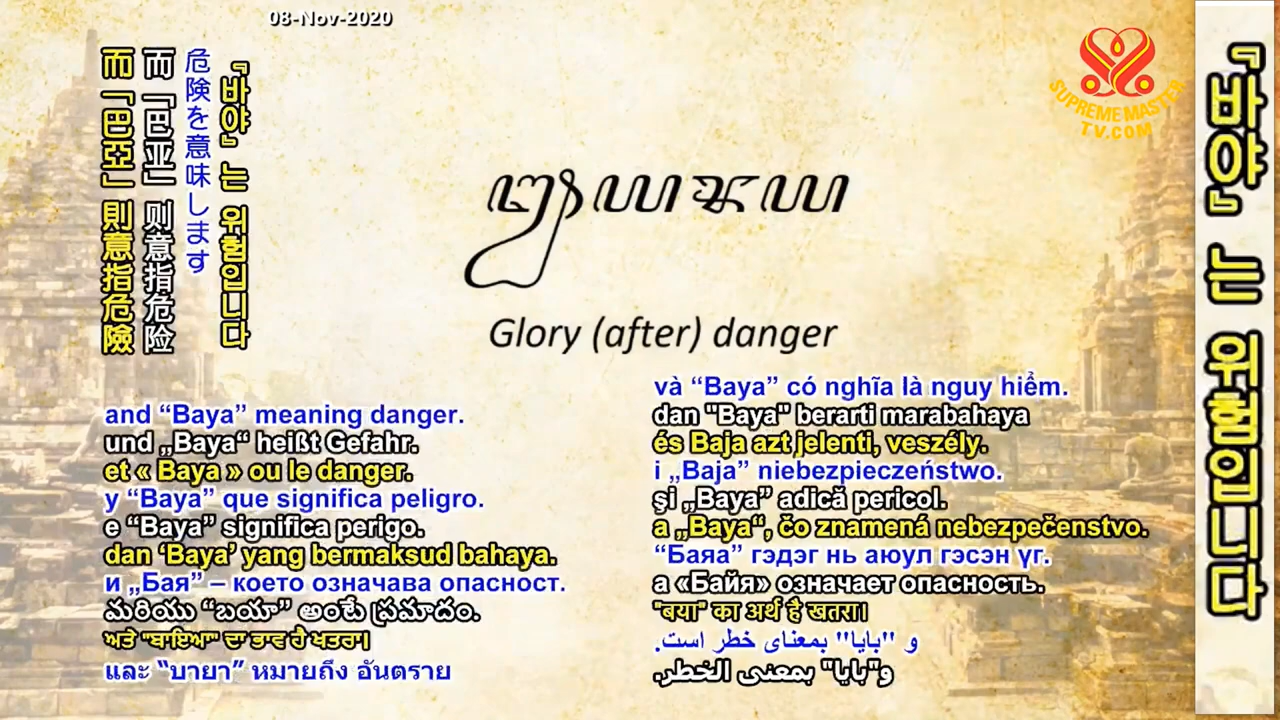 08-Nov-2020
SUPREME MASTER
TV.COM
『바야』는 위험입니다
『바야』는 위험입니다
危険を意味します
而「巴亚」则意指危险
而「巴亞」則意指危險
Glory (after) danger
and “Baya” meaning danger.
und „Baya“ heißt Gefahr.
et « Baya » ou le danger.
y “Baya” que significa peligro.
e “Baya” significa perigo.
dan ‘Baya’ yang bermaksud bahaya.
и „Бая” – което означава опасност.
మరియు “బయా” అంటే ప్రమాదం.
ਅਤੇ "ਬਾਇਆ" ਦਾ ਭਾਵ ਹੈ ਖਤਰਾ।
และ “บายา” หมายถึง อันตราย
và “Baya” có nghĩa là nguy hiểm.
dan "Baya" berarti marabahaya
és Baja azt jelenti, veszély.
i „Baja” niebezpieczeństwo.
şi „Baya” adică pericol.
a „Baya“, čo znamená nebezpečenstvo.
“Баяа” гэдэг нь аюул гэсэн үг.
а «Байя» означает опасность.
"बया" का अर्थ है खतरा।
و "بایا" بمعنای خطر است.
و"بايا" بمعنى الخطر.